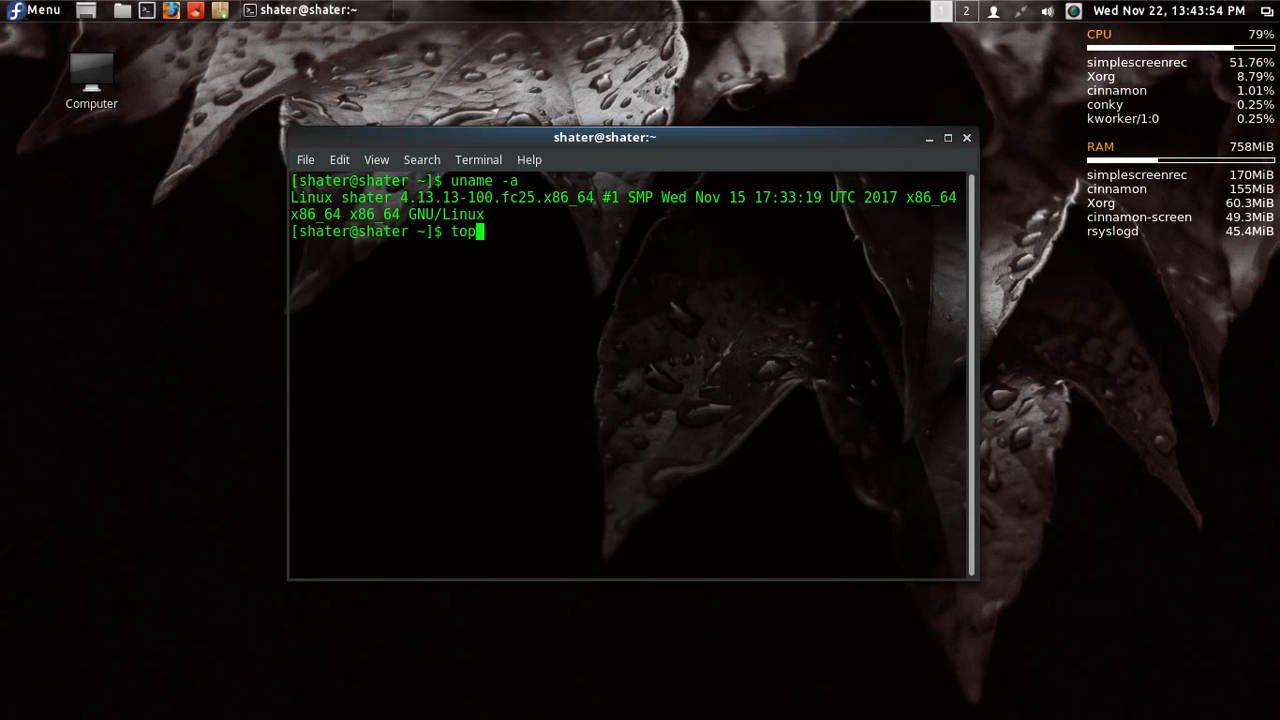 Menu
shater@shater:~
1
2
Wed Nov 22, 13:43:54 PM
Computer
CPU 79%
simplescreenrec 51.76%
Xorg 8.79%
cinnamon 1.01%
conky 0.25%
kworker/1:0 0.25%
RAM 758MiB
simplescreenrec 170MiB
cinnamon 155MiB
Xorg 60.3MiB
cinnamon-screen 49.3MiB
rsyslogd 45.4MiB
shater@shater:~
File Edit View Search Terminal Help
[shater@shater ~]$ uname -a
Linux shater 4.13.13-100.fc25.x86_64 #1 SMP Wed Nov 15 17:33:19 UTC 2017 x86_64
x86_64 x86_64 GNU/Linux
[shater@shater ~]$ top